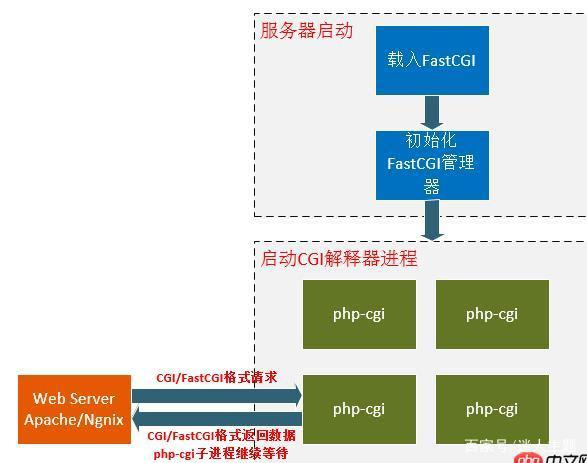 服务器启动
载入FastCGI
初始化
FastCGI管理
器
启动CGI解释器进程
php-cgi
php-cgi
CGI/FastCGI格式请求
Web Server
Apache/Ngnix
php-cgi
php-cgi
CGI/FastCGI格式返回数据
php-cgi子进程继续等待
百家号/迷人主题
中文网